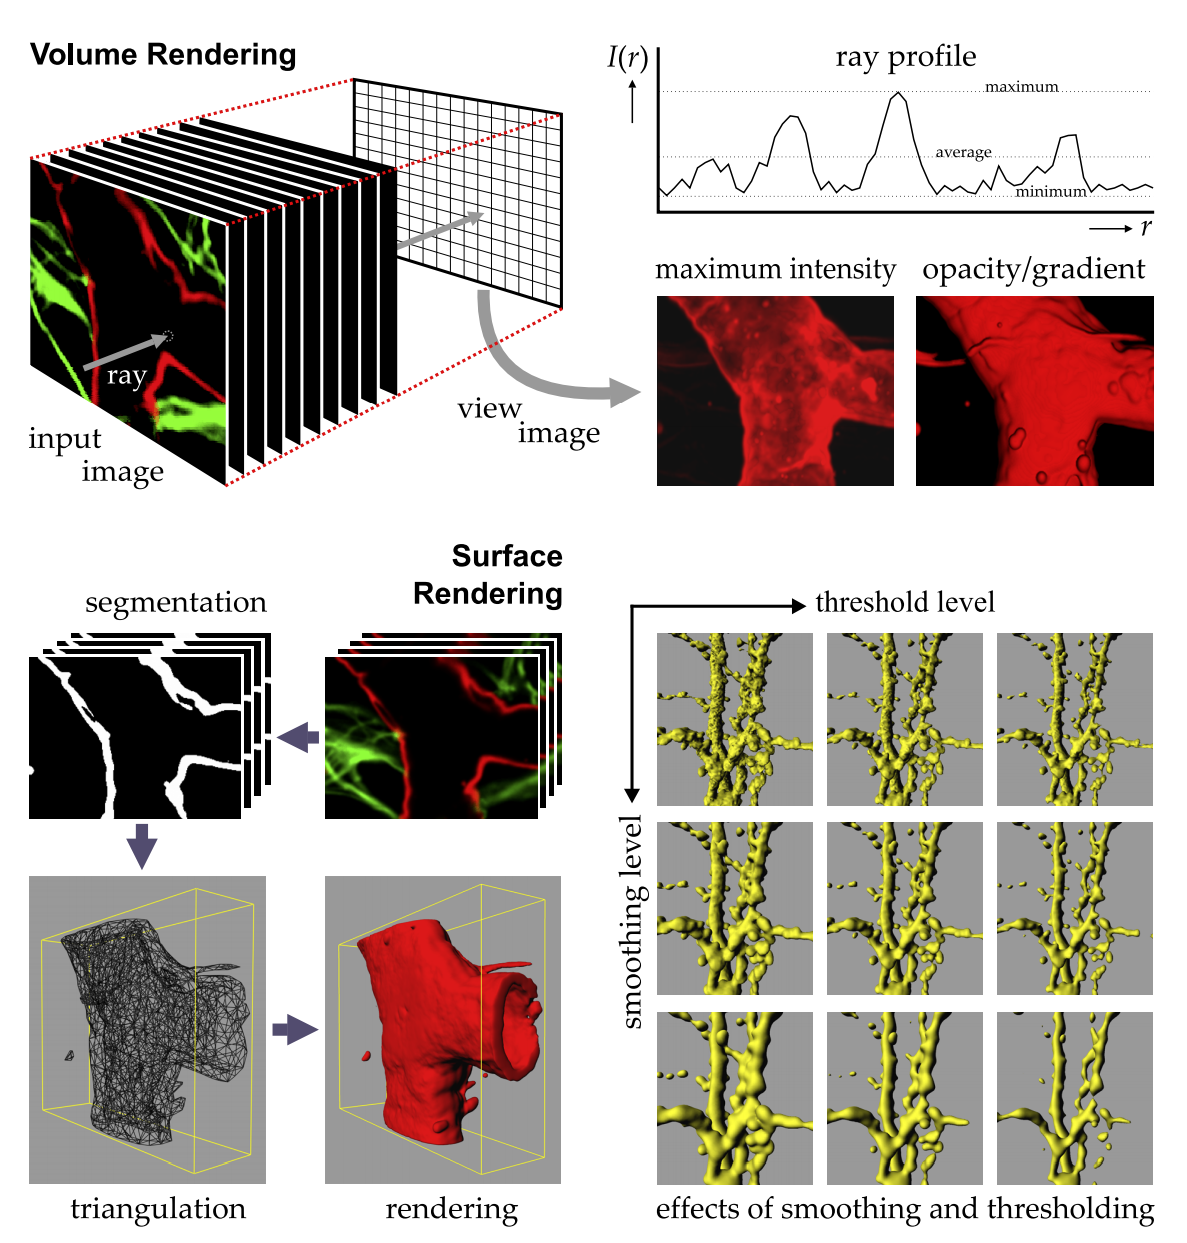 Volume Rendering
I(r)
ray profile
maximum
average
minimum
r
ray
input
image
view
image
maximum intensity
opacity/gradient
Surface
Rendering
segmentation
triangulation
rendering
threshold level
smoothing level
effects of smoothing and thresholding